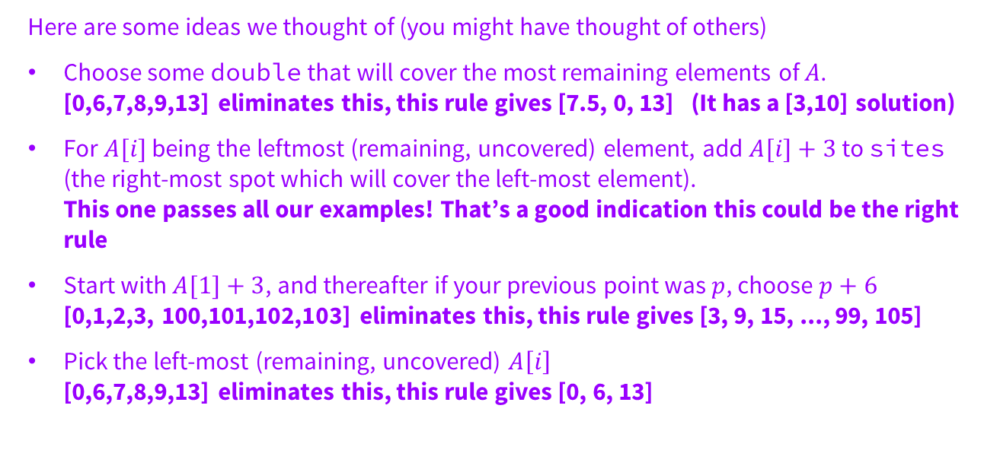 Here are some ideas we thought of (you might have thought of others)
• Choose some double that will cover the most remaining elements of A.
[0,6,7,8,9,13] eliminates this, this rule gives [7.5, 0, 13] (It has a [3,10] solution)
• For A[i] being the leftmost (remaining, uncovered) element, add A[i] + 3 to sites
(the right-most spot which will cover the left-most element).
This one passes all our examples! That’s a good indication this could be the right
rule
• Start with A[1] + 3, and thereafter if your previous point was p, choose p + 6
[0,1,2,3, 100,101,102,103] eliminates this, this rule gives [3, 9, 15, …, 99, 105]
• Pick the left-most (remaining, uncovered) A[i]
[0,6,7,8,9,13] eliminates this, this rule gives [0, 6, 13]